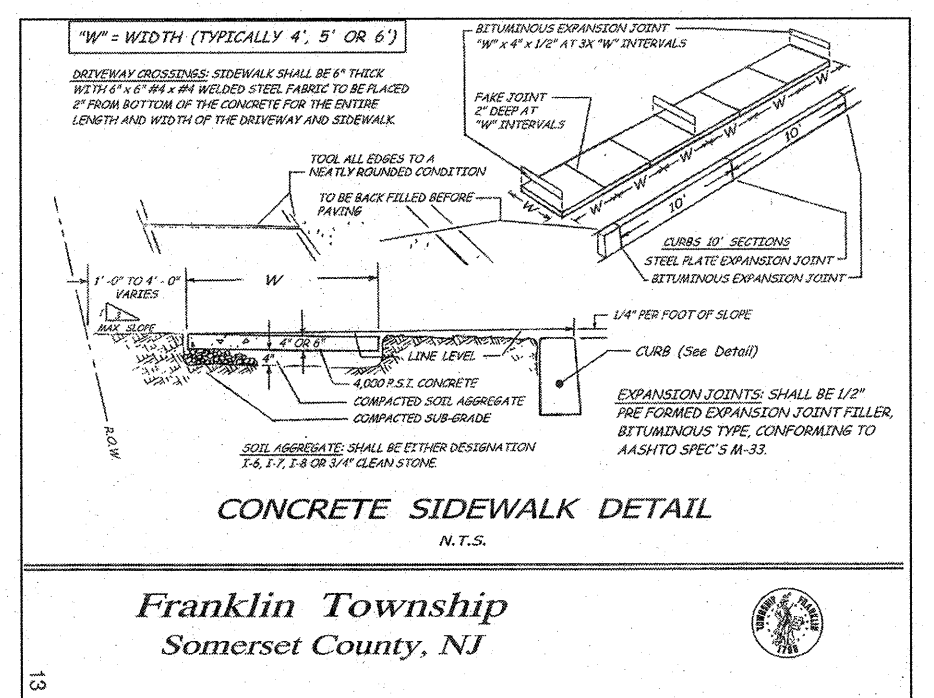 "W" = WIDTH (TYPICALLY 4', 5' OR 6')
DRIVEWAY CROSSINGS: SIDEWALK SHALL BE 6" THICK
WITH 6" x 6" #4 x #4 WELDED STEEL FABRIC TO BE PLACED
2" FROM BOTTOM OF THE CONCRETE FOR THE ENTIRE
LENGTH AND WIDTH OF THE DRIVEWAY AND SIDEWALK.
BITUMINOUS EXPANSION JOINT
"W" x 4" x 1/2" AT 3X "W" INTERVALS
FAKE JOINT
2" DEEP AT
"W" INTERVALS
TOOL ALL EDGES TO A
NEATLY ROUNDED CONDITION
TO BE BACK FILLED BEFORE
PAVING
W
W
W
W
W
W
W
10'
10'
CURBS 10' SECTIONS
STEEL PLATE EXPANSION JOINT
BITUMINOUS EXPANSION JOINT
1'-0" TO 4'-0"
VARIES
W
1
3
MAX SLOPE
4" OR 6"
4"
LINE LEVEL
1/4" PER FOOT OF SLOPE
CURB (See Detail)
4,000 P.S.I. CONCRETE
COMPACTED SOIL AGGREGATE
COMPACTED SUB-GRADE
R.O.W.
SOIL AGGREGATE: SHALL BE EITHER DESIGNATION
I-6, I-7, I-8 OR 3/4" CLEAN STONE.
EXPANSION JOINTS: SHALL BE 1/2"
PRE FORMED EXPANSION JOINT FILLER,
BITUMINOUS TYPE, CONFORMING TO
AASHTO SPEC'S M-33.
CONCRETE SIDEWALK DETAIL
N.T.S.
Franklin Township
Somerset County, NJ
TOWNSHIP FRANKLIN
1798
13